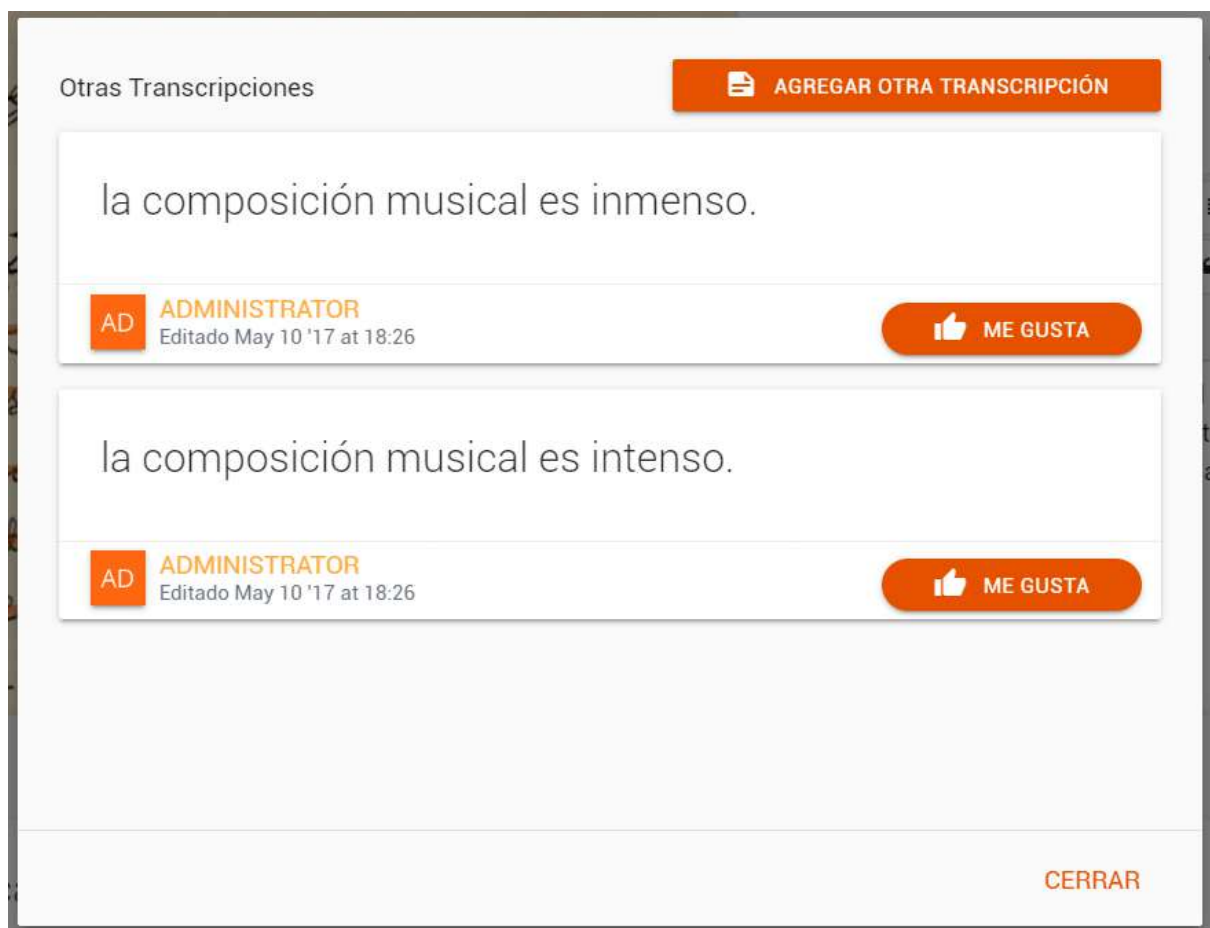 Otras Transcripciones
AGREGAR OTRA TRANSCRIPCIÓN
la composición musical es inmenso.
AD
ADMINISTRATOR
Editado May 10 '17 at 18:26
ME GUSTA
la composición musical es intenso.
AD
ADMINISTRATOR
Editado May 10 '17 at 18:26
ME GUSTA
CERRAR